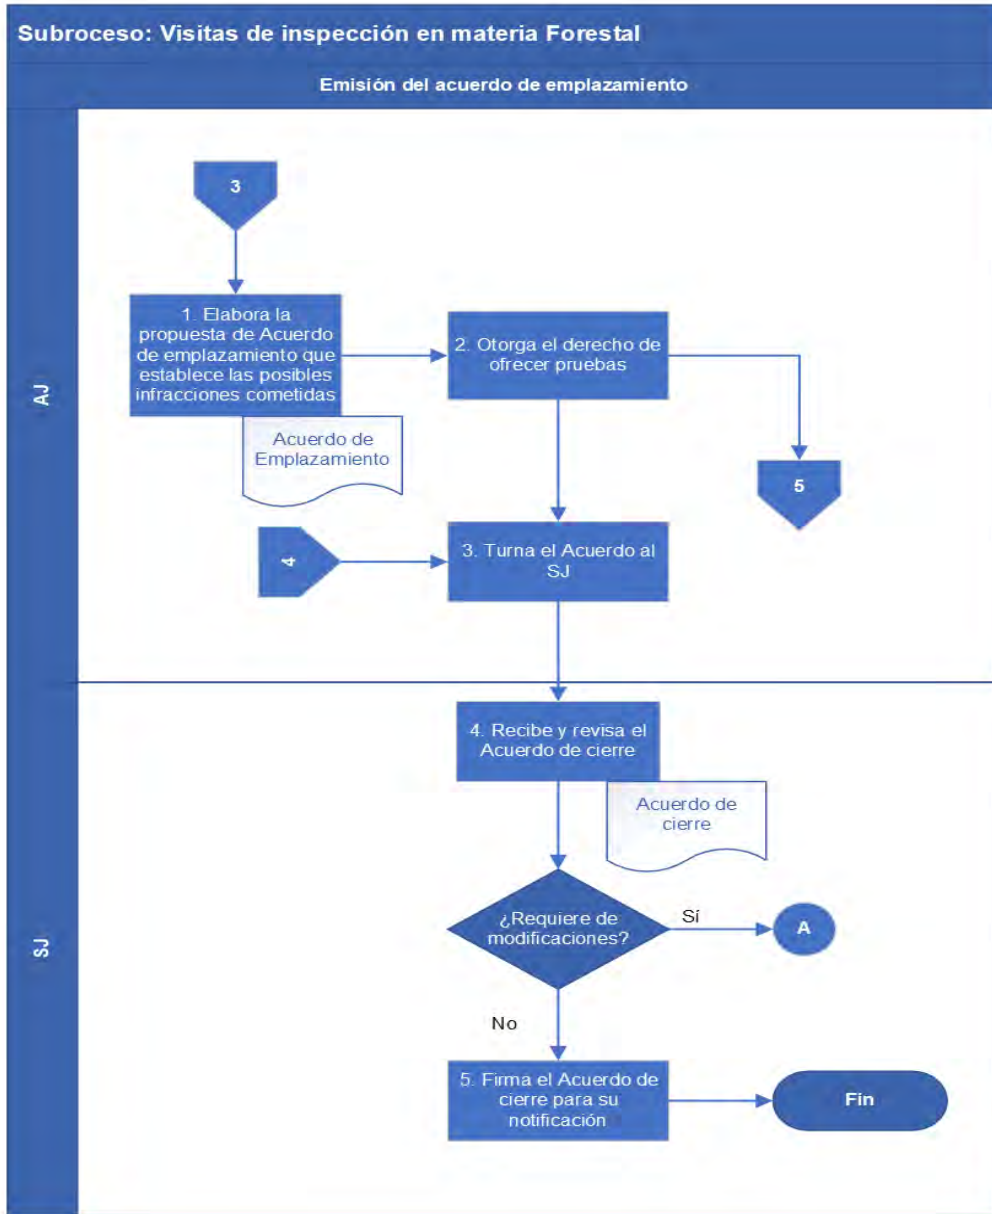 Subroceso: Visitas de inspección en materia Forestal
Emisión del acuerdo de emplazamiento
AJ
3
1. Elabora la
propuesta de Acuerdo
de emplazamiento que
establece las posibles
infracciones cometidas
Acuerdo de
Emplazamiento
2. Otorga el derecho de
ofrecer pruebas
5
4
3. Turna el Acuerdo al
SJ
SJ
4. Recibe y revisa el
Acuerdo de cierre
Acuerdo de
cierre
¿Requiere de
modificaciones?
Sí
A
No
5. Firma el Acuerdo de
cierre para su
notificación
Fin